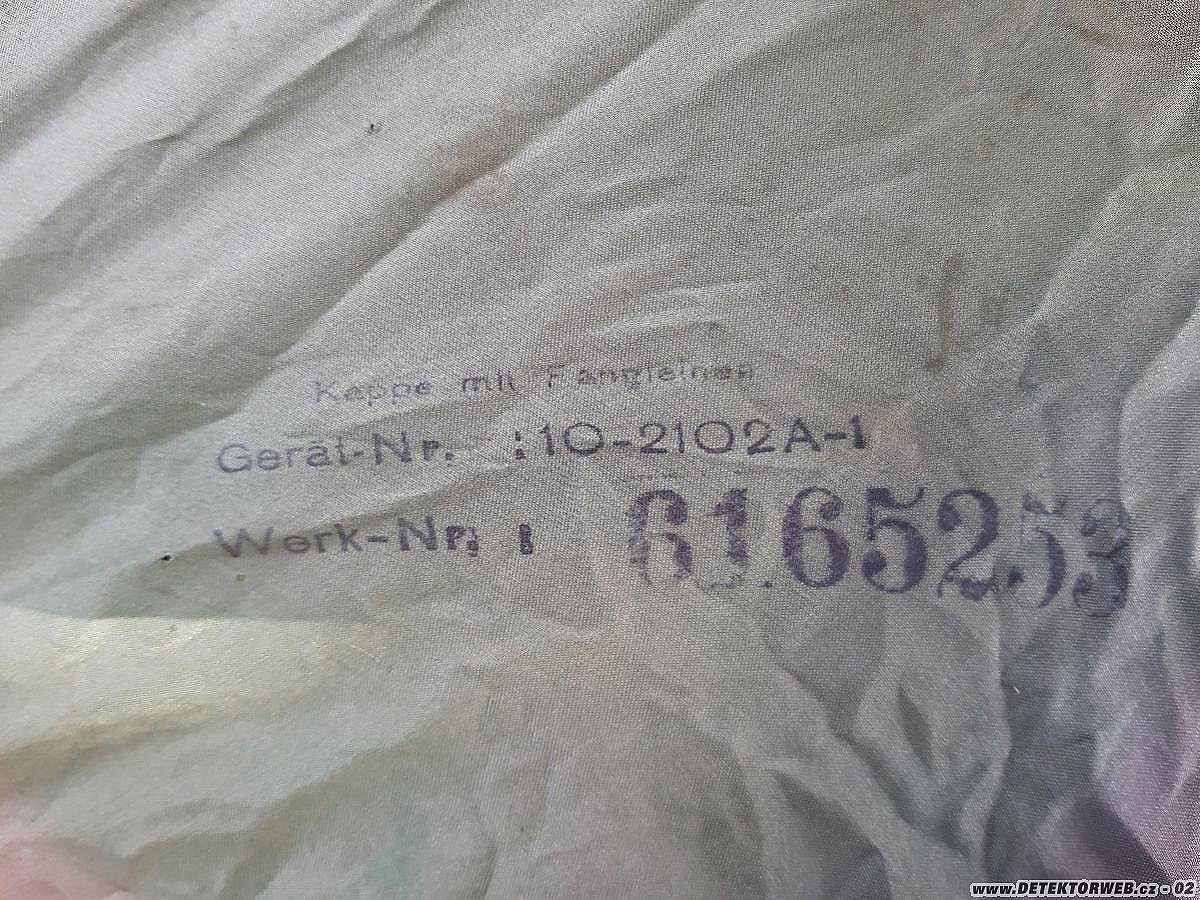 Kappe mit Fangleinen
Gerät-Nr. :10-2102A-1
Werk-Nr. : 6165253
www.DETEKTORWEB.cz - 02